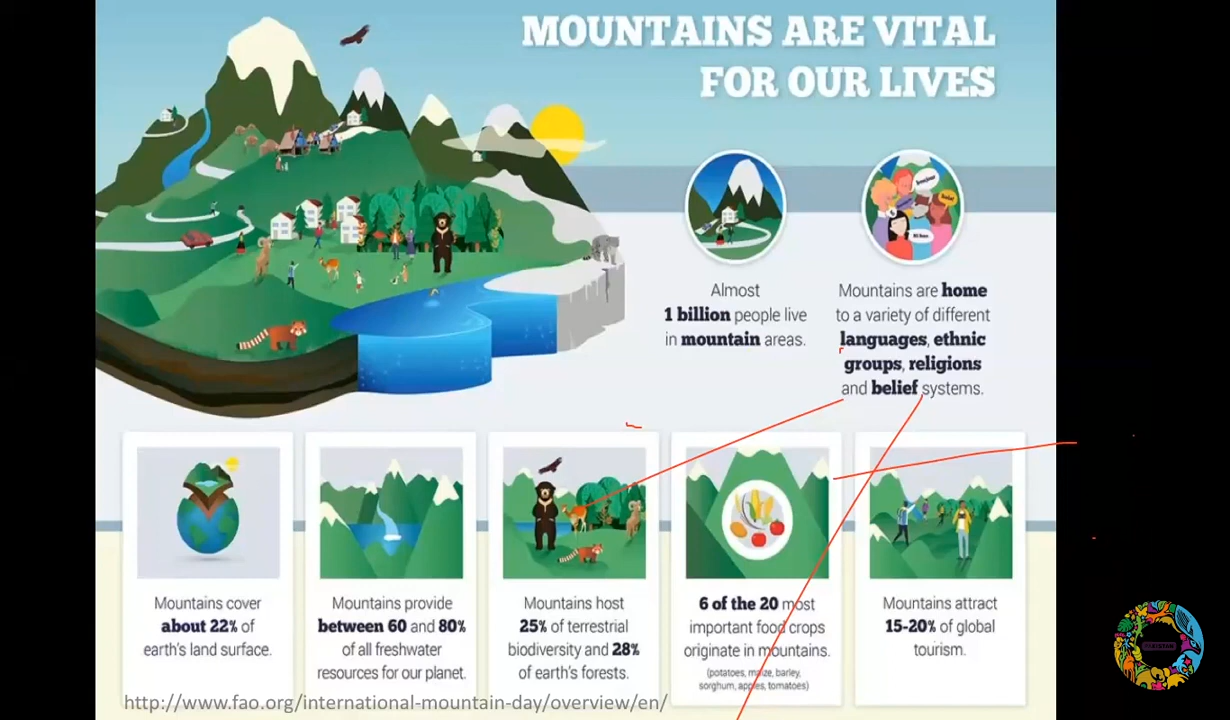 MOUNTAINS ARE VITAL
FOR OUR LIVES
Almost
1 billion people live
in mountain areas.
Mountains are home
to a variety of different
languages, ethnic
groups, religions
and belief systems.
Mountains cover
about 22% of
earth's land surface.
Mountains provide
between 60 and 80%
of all freshwater
resources for our planet.
Mountains host
25% of terrestrial
biodiversity and 28%
of earth's forests.
6 of the 20 most
important food crops
originate in mountains.
(potatoes, maize, barley,
sorghum, apples, tomatoes)
Mountains attract
15-20% of global
tourism.
http://www.fao.org/international-mountain-day/overview/en/